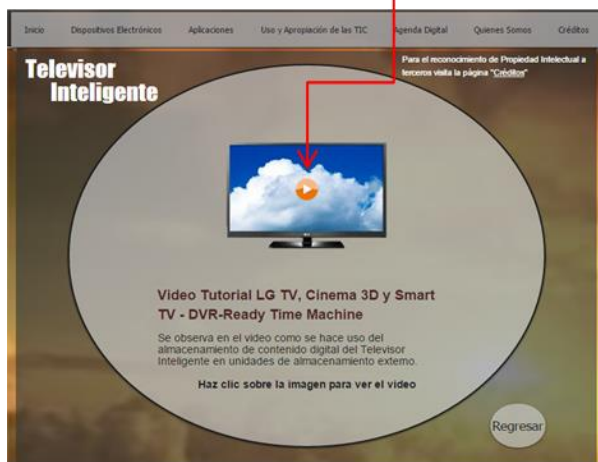 Inicio Dispositivos Electrónicos Aplicaciones Uso y Apropiación de las TIC Agenda Digital Quienes Somos Créditos
Para el reconocimiento de Propiedad Intelectual a
terceros visita la página "Créditos"
Televisor
Inteligente
Video Tutorial LG TV, Cinema 3D y Smart
TV - DVR-Ready Time Machine
Se observa en el video como se hace uso del
almacenamiento de contenido digital del Televisor
Inteligente en unidades de almacenamiento externo.
Haz clic sobre la imagen para ver el video
Regresar